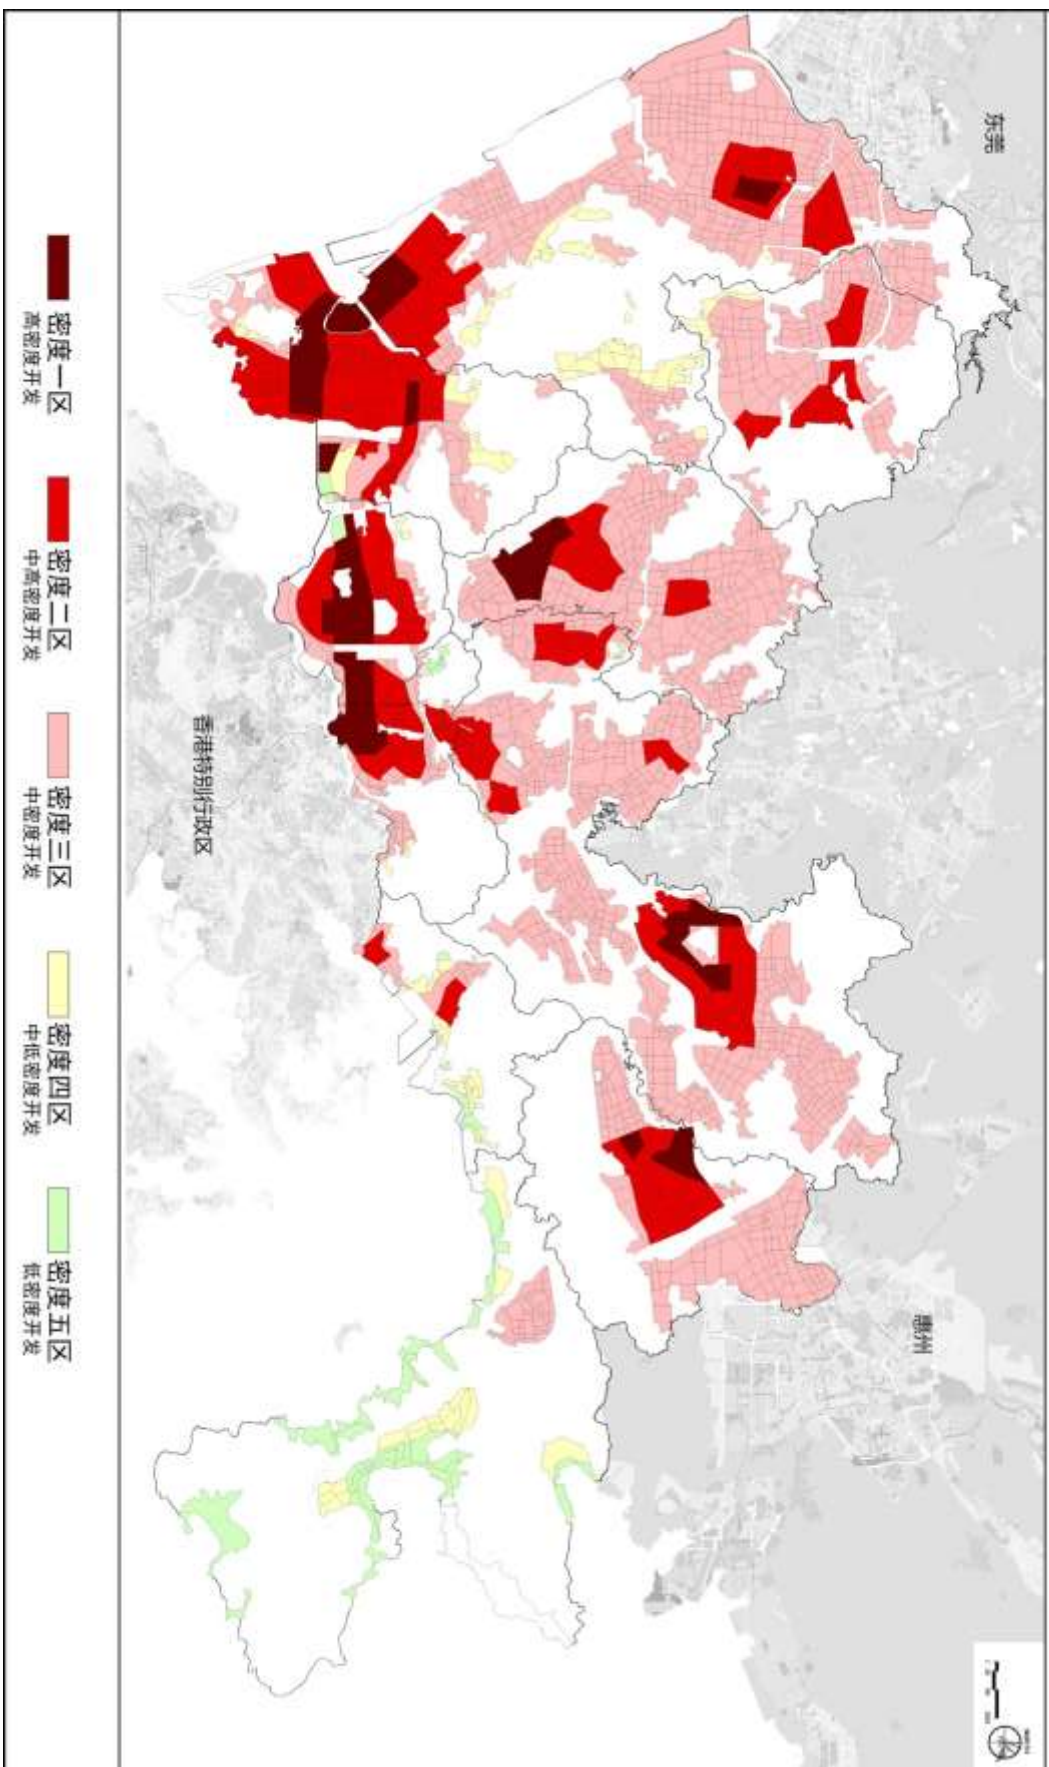 东莞
惠州
香港特别行政区
密度一区
高密度开发
密度二区
中高密度开发
密度三区
中密度开发
密度四区
中低密度开发
密度五区
低密度开发